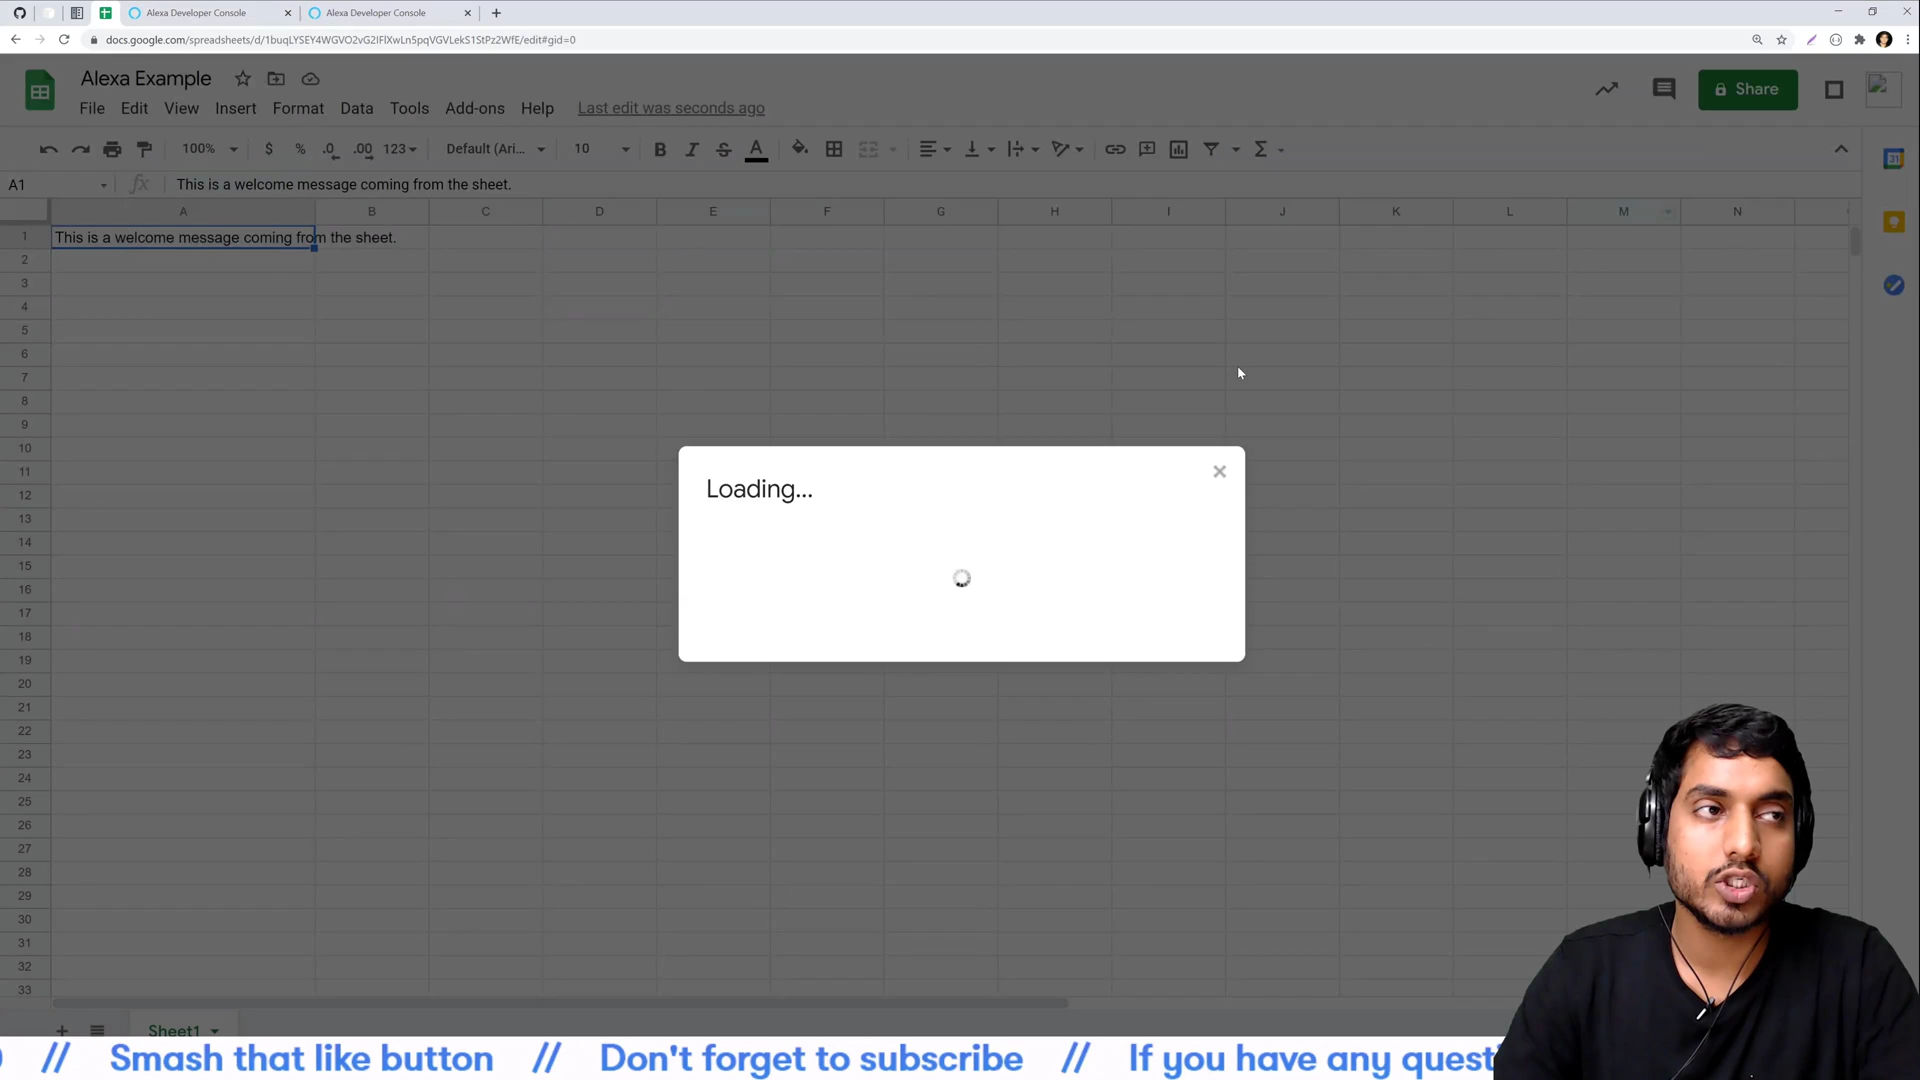 Alexa Developer Console
Alexa Developer Console
docs.google.com/spreadsheets/d/1buqLYSEY4WGVO2vG2IFlXwLn5pqVGVLekS1StPz2WfE/edit#gid=0
Alexa Example
File Edit View Insert Format Data Tools Add-ons Help Last edit was seconds ago
Share
100% $ % .0 .00 123 Default (Ari... 10 B I S A
31
A1 fx This is a welcome message coming from the sheet.
A B C D E F G H I J K L M N
1 This is a welcome message coming from the sheet.
2
3
4
5
6
7
8
9
10
11
12
13
14
15
16
17
18
19
20
21
22
23
24
25
26
27
28
29
30
31
32
33
Loading...
Sheet1
// Smash that like button // Don't forget to subscribe // If you have any